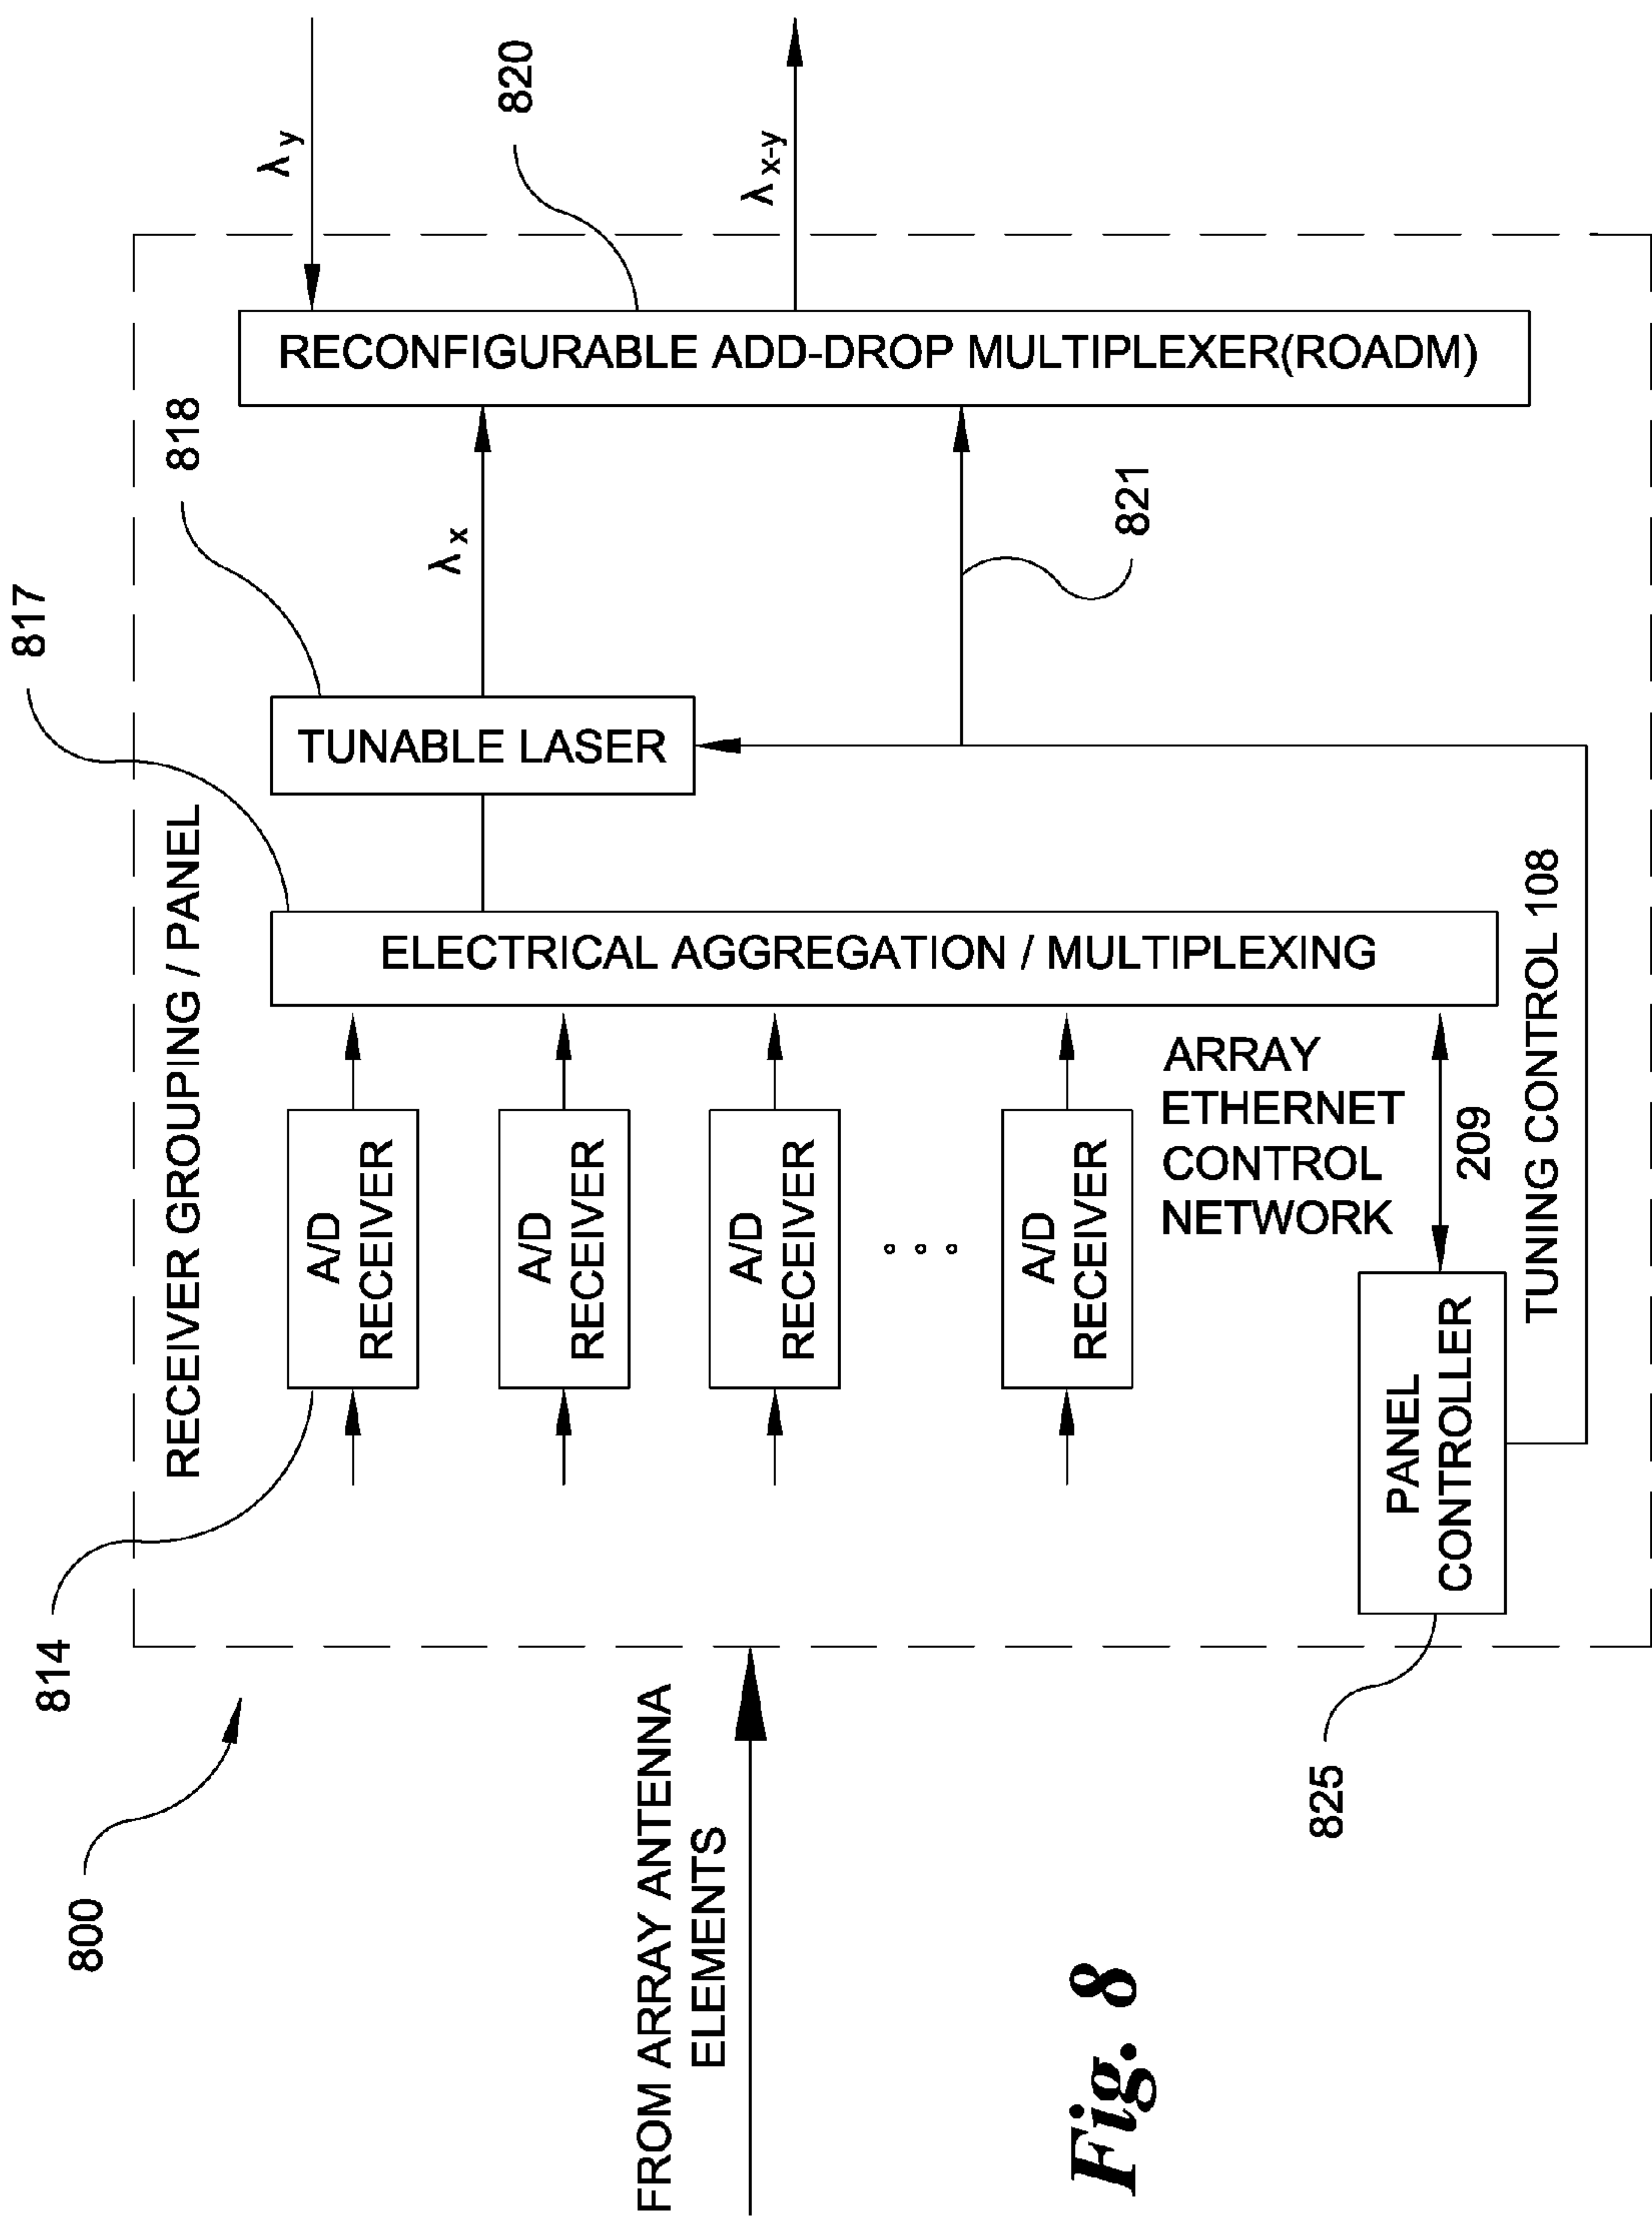 800
814
817
818
820
RECEIVER GROUPING / PANEL
FROM ARRAY ANTENNA
ELEMENTS
A/D
RECEIVER
A/D
RECEIVER
A/D
RECEIVER
A/D
RECEIVER
ELECTRICAL AGGREGATION / MULTIPLEXING
TUNABLE LASER
λx
RECONFIGURABLE ADD-DROP MULTIPLEXER(ROADM)
λy
λx-y
821
ARRAY
ETHERNET
CONTROL
NETWORK
209
PANEL
CONTROLLER
825
TUNING CONTROL 108
Fig. 8